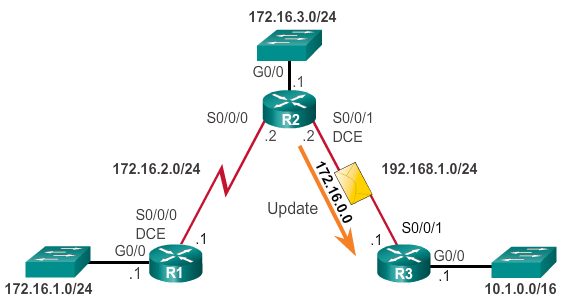 172.16.3.0/24
G0/0
.1
R2
S0/0/0
.2
.2
S0/0/1
DCE
172.16.2.0/24
172.16.0.0
192.168.1.0/24
Update
S0/0/0
DCE
.1
G0/0
.1
R1
172.16.1.0/24
.1
S0/0/1
R3
G0/0
.1
10.1.0.0/16